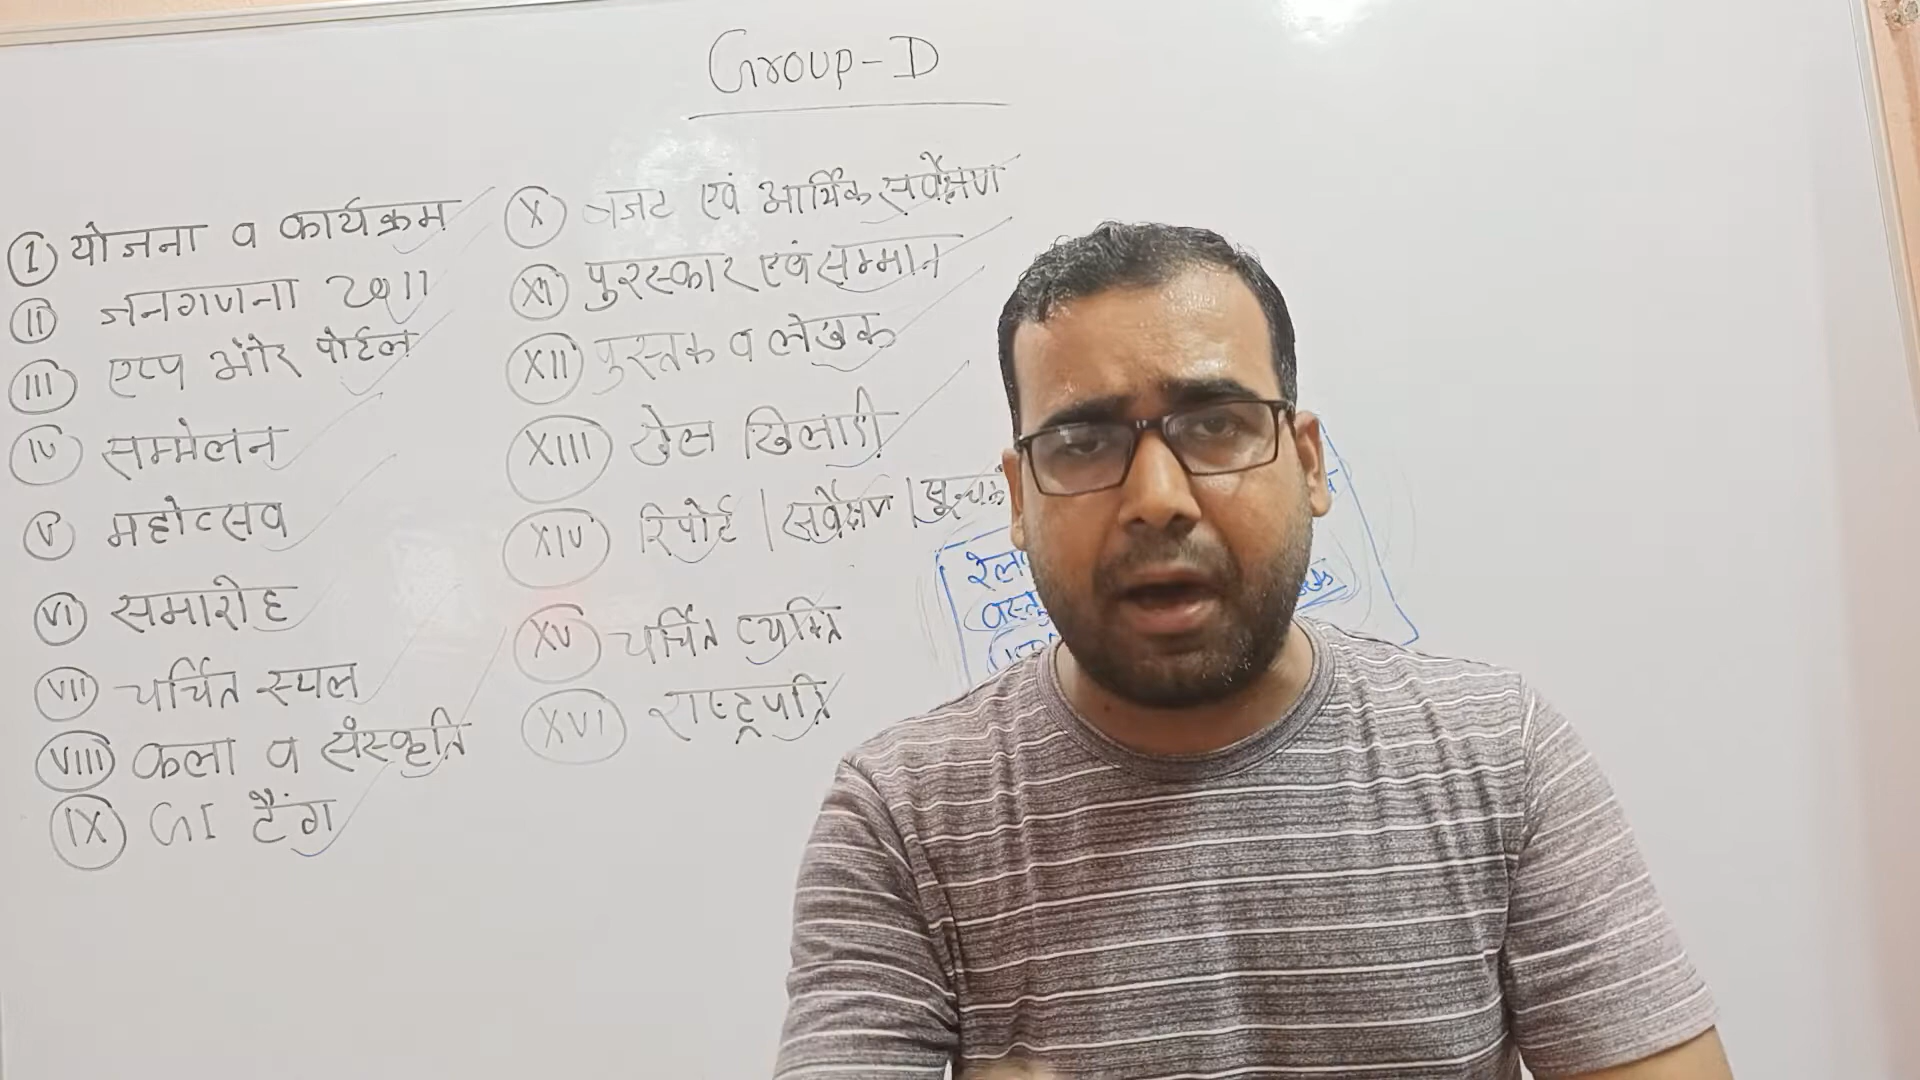 Group-D
I योजना व कार्यक्रम
II जनगणना 2011
III एप्प और पोर्टल
IV सम्मेलन
V महोत्सव
VI समारोह
VII चर्चित स्थल
VIII कला व संस्कृति
IX GI टैग
X बजट एवं आर्थिक सर्वेक्षण
XI पुरस्कार एवं सम्मान
XII पुस्तक व लेखक
XIII खेल खिलाड़ी
XIV रिपोर्ट | सर्वेक्षण | सूचकां
XV चर्चित व्यक्ति
XVI राष्ट्रपति